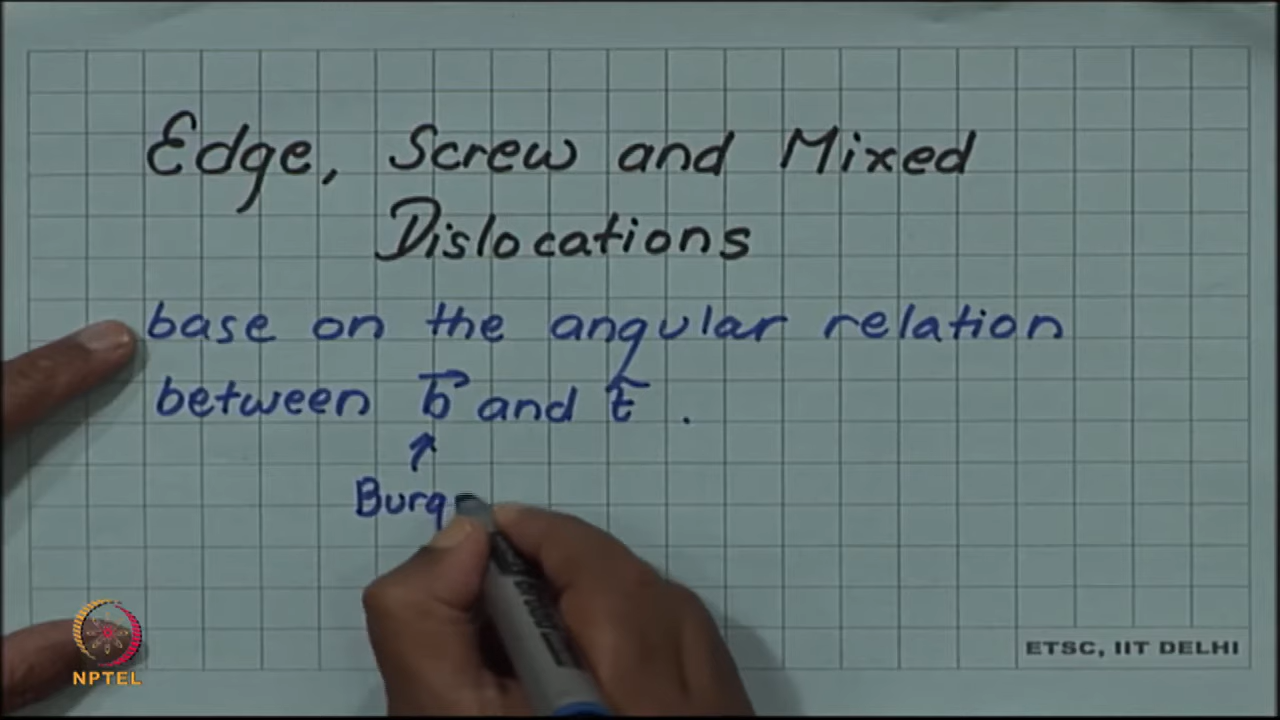 Edge, Screw and Mixed
Dislocations
base on the angular relation
between b⃗ and t⃗ .
↑
Burg
NPTEL
ETSC, IIT DELHI